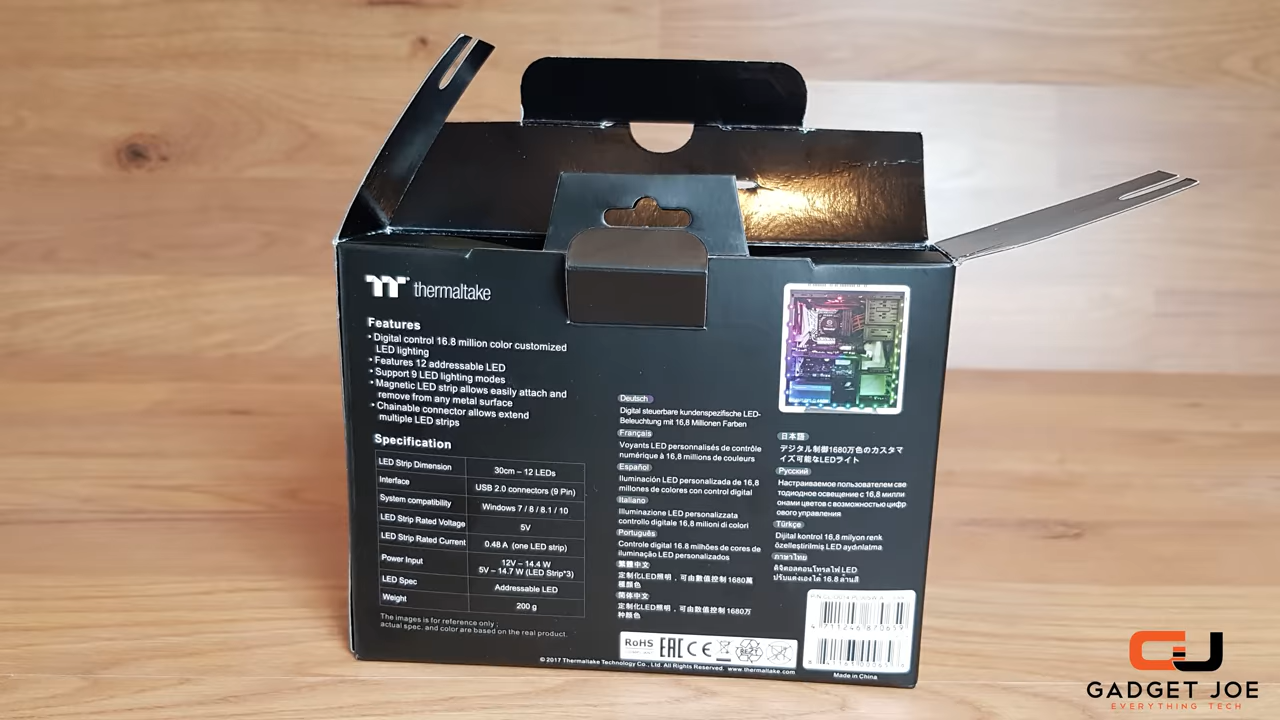 thermaltake
Features
• Digital control 16.8 million color customized
LED lighting
• Features 12 addressable LED
• Support 9 LED lighting modes
• Magnetic LED strip allows easily attach and
remove from any metal surface
• Chainable connector allows extend
multiple LED strips
Specification
LED Strip Dimension 30cm – 12 LEDs
Interface USB 2.0 connectors (9 Pin)
System compatibility Windows 7 / 8 / 8.1 / 10
LED Strip Rated Voltage 5V
LED Strip Rated Current 0.48 A (one LED strip)
Power Input 12V – 14.4 W
5V – 14.7 W (LED Strip*3)
LED Spec Addressable LED
Weight 200 g
The images is for reference only ;
actual spec. and color are based on the real product.
Deutsch
Digital steuerbare kundenspezifische LED-
Beleuchtung mit 16,8 Millionen Farben
Français
Voyants LED personnalisés de contrôle
numérique à 16,8 millions de couleurs
Español
Iluminación LED personalizada de 16,8
millones de colores con control digital
Italiano
Illuminazione LED personalizzata
controllo digitale 16,8 milioni di colori
Português
Controle digital 16.8 milhões de cores de
iluminação LED personalizados
繁體中文
定制化LED照明，可由數值控制1680萬
種顏色
简体中文
定制化LED照明，可由数值控制1680万
种颜色
日本語
デジタル制御1680万色のカスタマ
イズ可能なLEDライト
Русский
Настраиваемое пользователем све
тодиодное освещение с 16,8 милли
онами цветов с возможностью цифр
ового управления
Türkçe
Dijital kontrol 16,8 milyon renk
özelleştirilmiş LED aydınlatma
ภาษาไทย
ดิจิตอลคอนโทรลไฟ LED
ปรับแต่งเองได้ 16.8 ล้านสี
RoHS EAC CE
© 2017 Thermaltake Technology Co., Ltd. All Rights Reserved. www.thermaltake.com
Made in China
GADGET JOE
EVERYTHING TECH